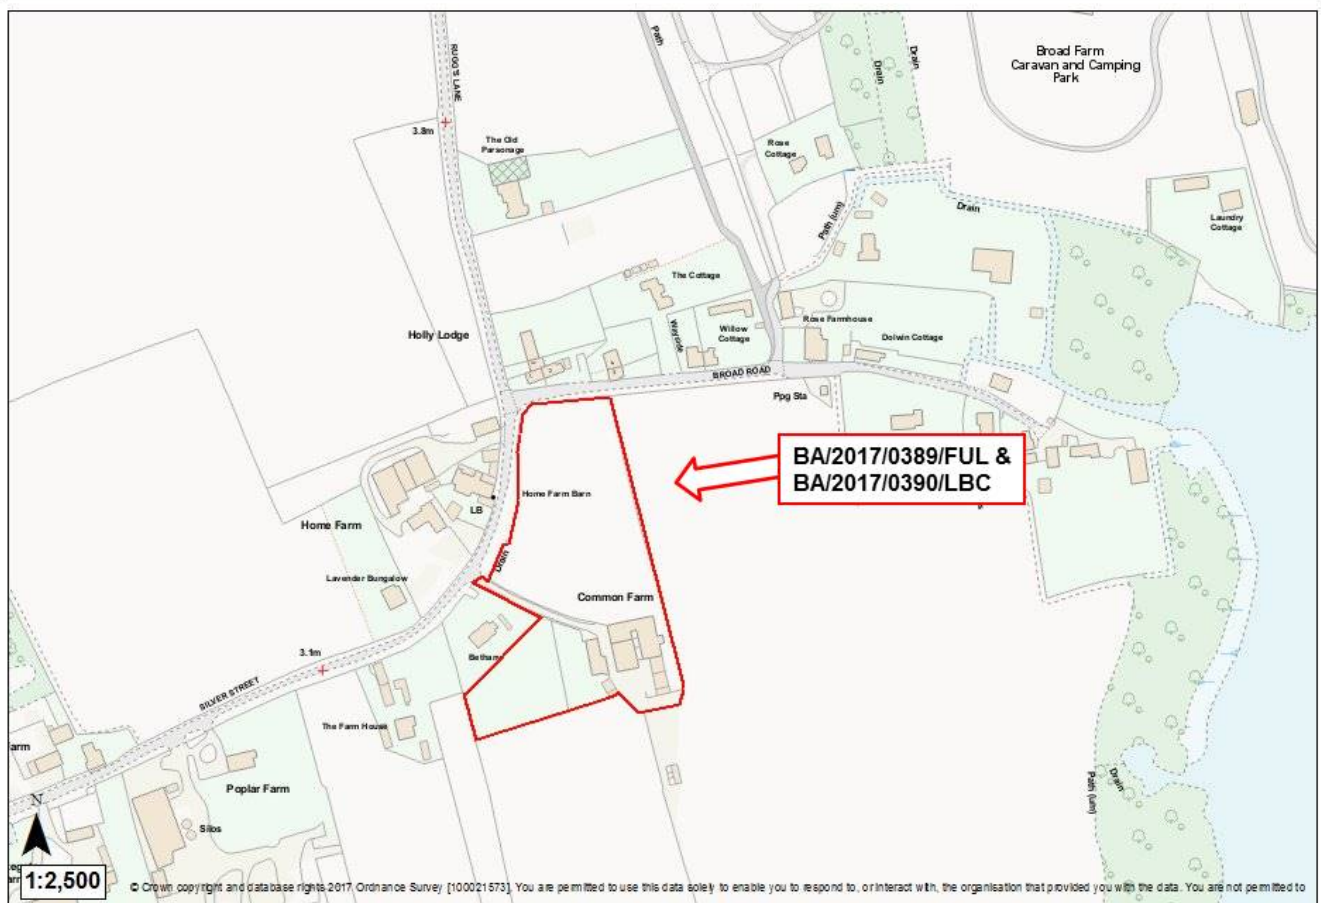 Broad Farm
Caravan and Camping
Park
RUGG'S LANE
Path
Drain
Drain
3.8m
The Old
Parsonage
Rose
Cottage
Path (um)
Drain
Laundry
Cottage
The Cottage
Holly Lodge
Wayside
Willow
Cottage
Rose Farmhouse
Dolwin Cottage
BROAD ROAD
Ppg Sta
BA/2017/0389/FUL &
BA/2017/0390/LBC
Home Farm Barn
LB
Home Farm
Drain
Lavender Bungalow
Common Farm
Bethany
3.1m
SILVER STREET
The Farm House
Poplar Farm
Silos
Path (um)
Drain
N
1:2,500
© Crown copyright and database rights 2017 Ordnance Survey [100021573]. You are permitted to use this data solely to enable you to respond to, or interact with, the organisation that provided you with the data. You are not permitted to